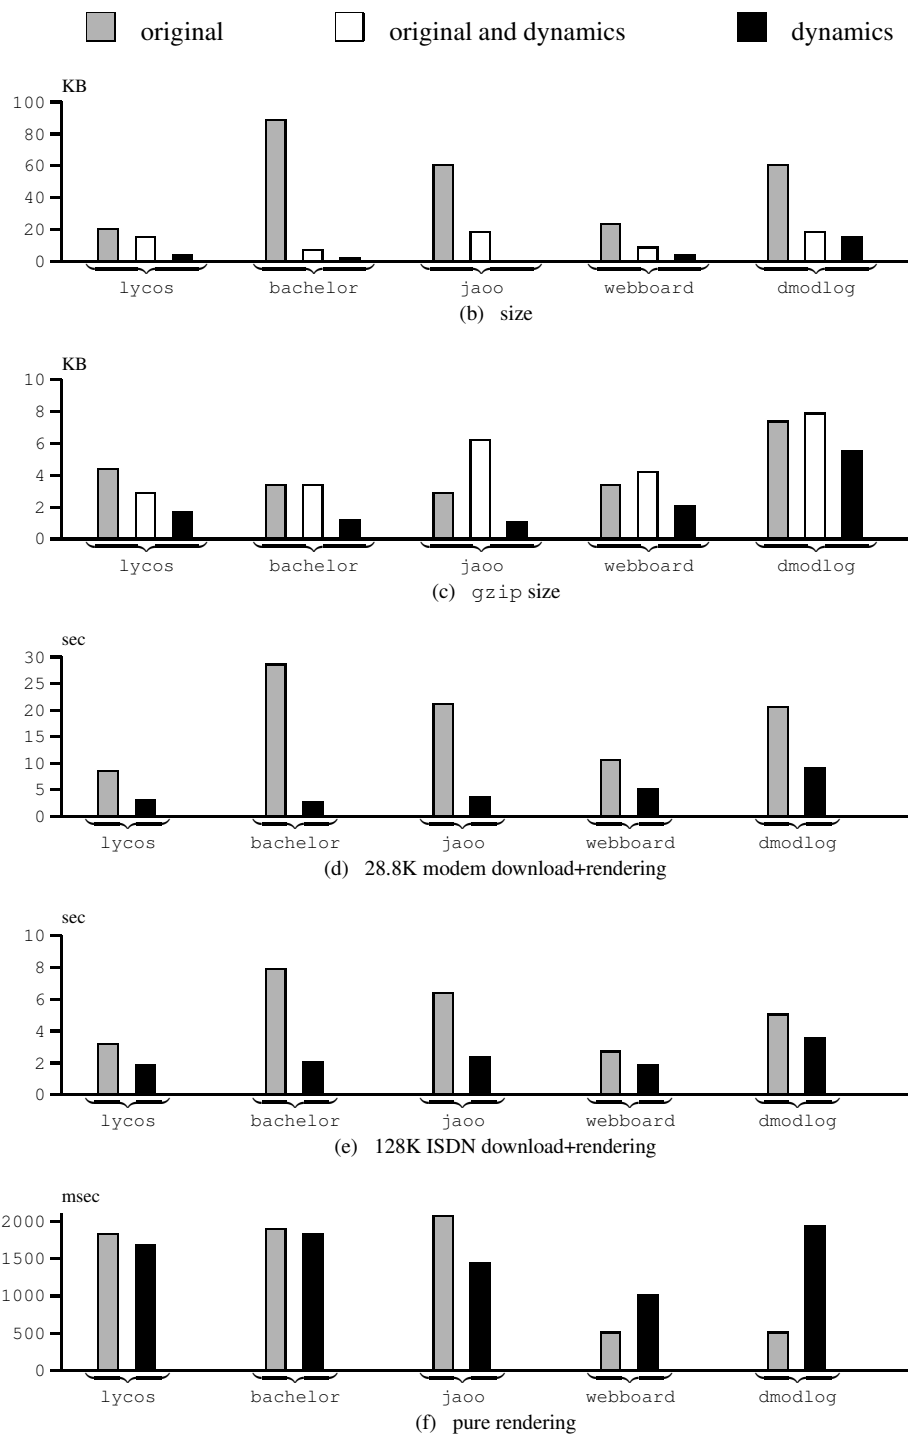 original original and dynamics dynamics
KB
100
80
60
40
20
0
lycos bachelor jaoo webboard dmodlog
(b) size
KB
10
8
6
4
2
0
lycos bachelor jaoo webboard dmodlog
(c) gzip size
sec
30
25
20
15
10
5
0
lycos bachelor jaoo webboard dmodlog
(d) 28.8K modem download+rendering
sec
10
8
6
4
2
0
lycos bachelor jaoo webboard dmodlog
(e) 128K ISDN download+rendering
msec
2000
1500
1000
500
0
lycos bachelor jaoo webboard dmodlog
(f) pure rendering